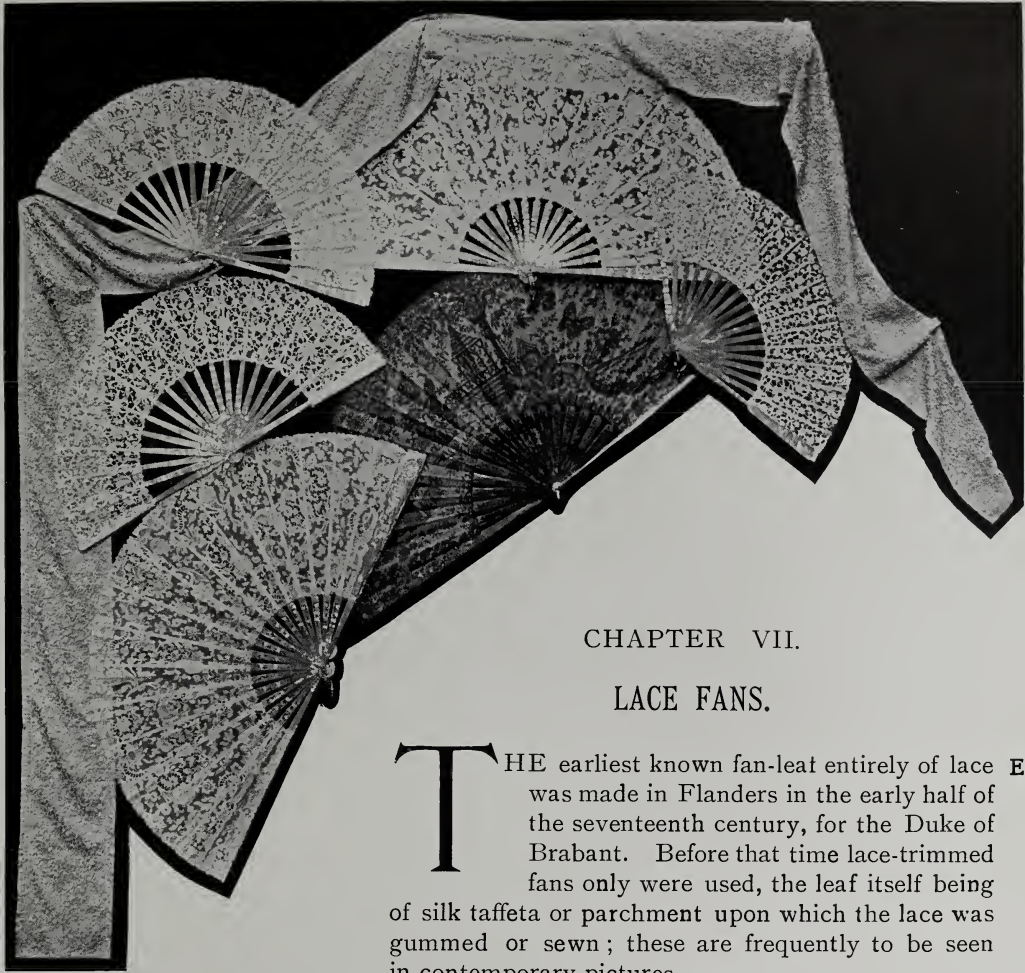 CHAPTER VII.
LACE FANS.
THE earliest known fan-leaf entirely of lace E
was made in Flanders in the early half of
the seventeenth century, for the Duke of
Brabant. Before that time lace-trimmed
fans only were used, the leaf itself being
of silk taffeta or parchment upon which the lace was
gummed or sewn ; these are frequently to be seen
in contemporary pictures